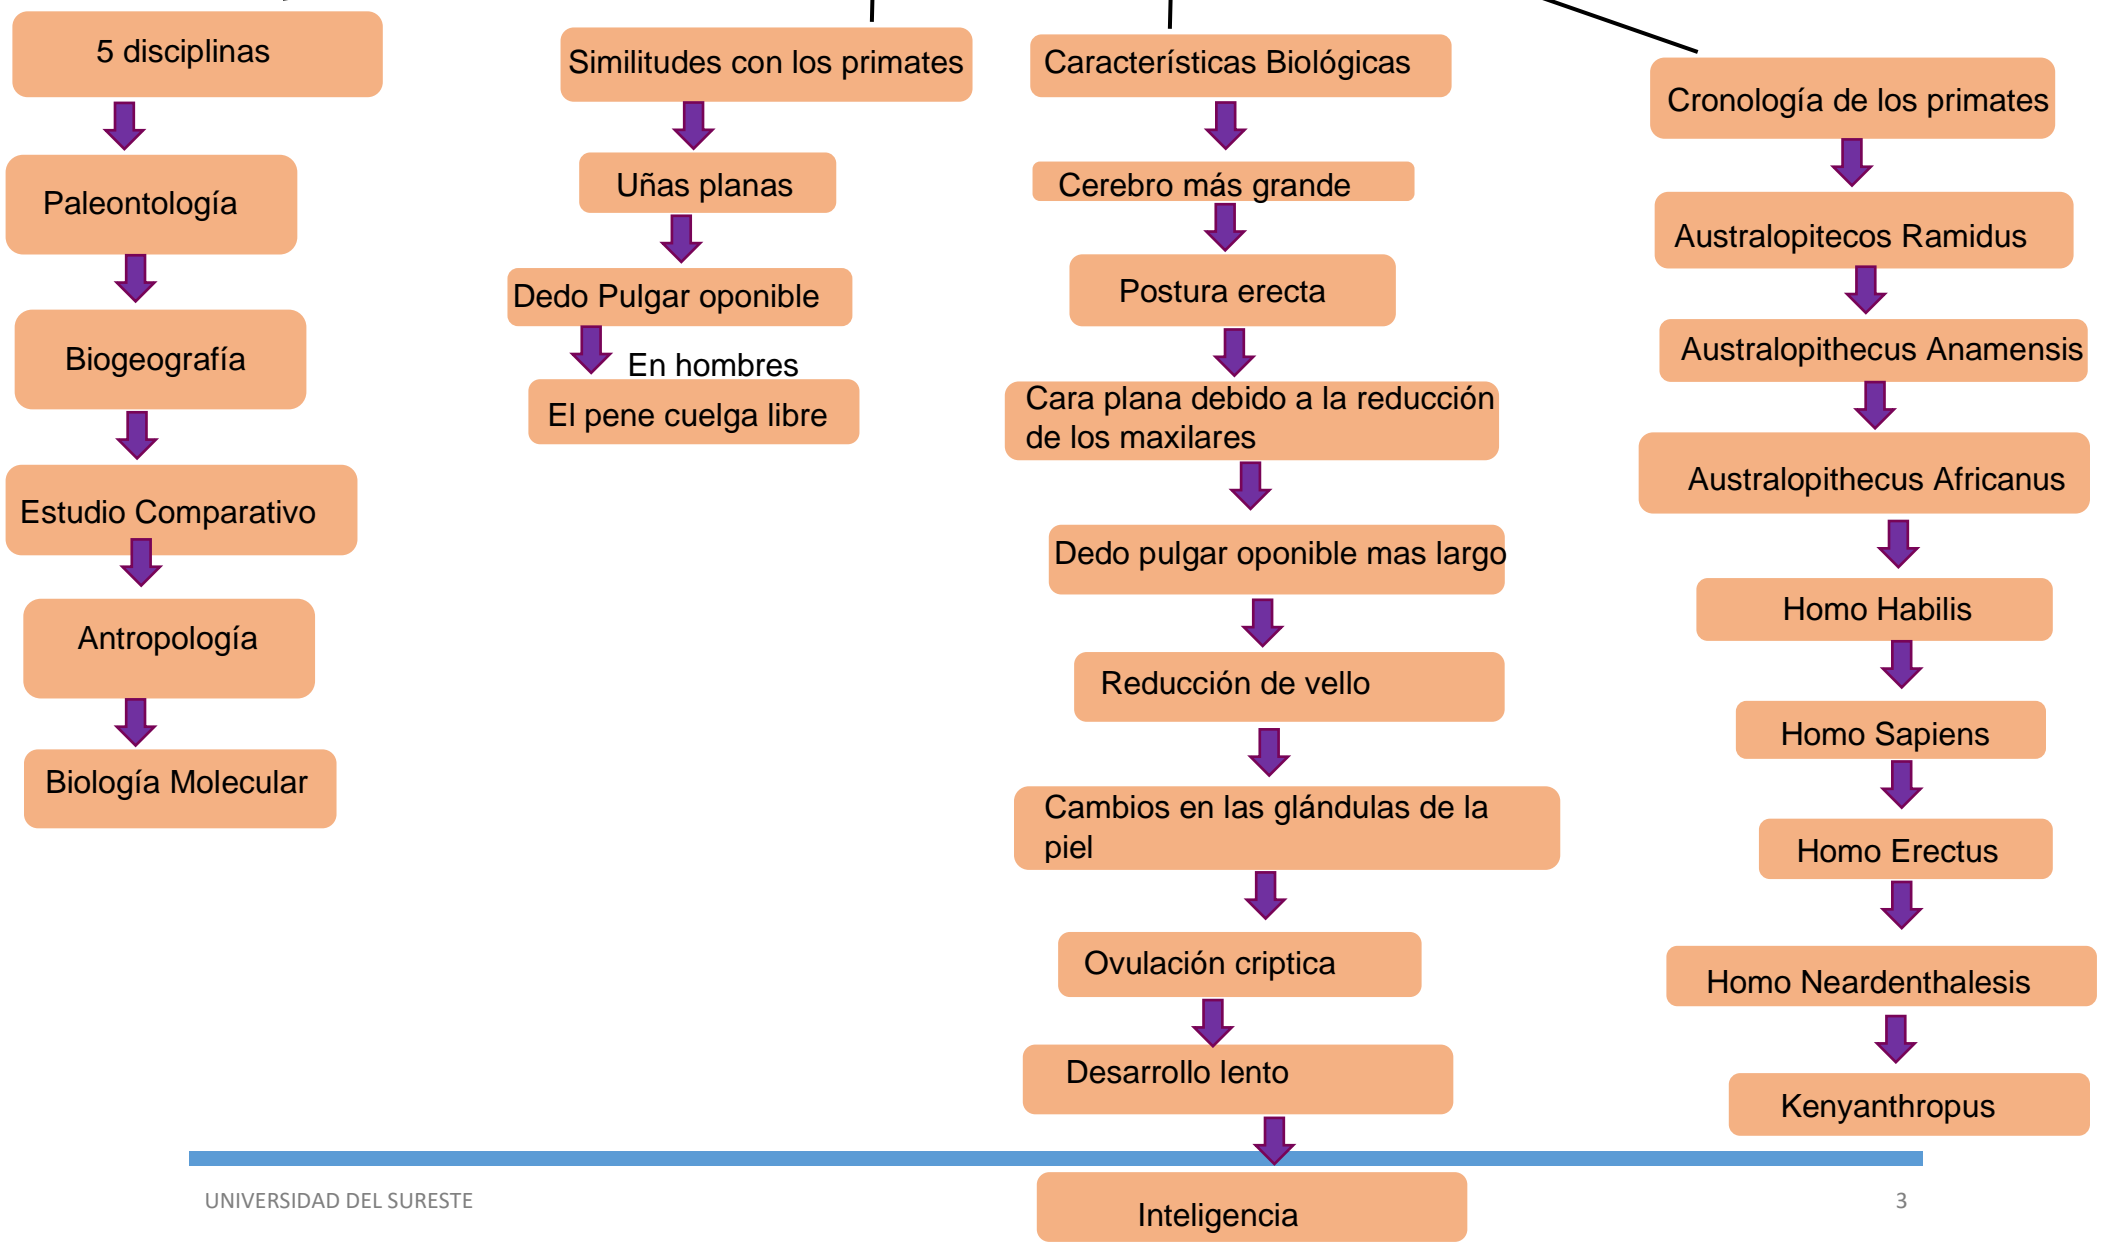 5 disciplinas
Paleontología
Biogeografía
Estudio Comparativo
Antropología
Biología Molecular
Similitudes con los primates
Uñas planas
Dedo Pulgar oponible
En hombres
El pene cuelga libre
Características Biológicas
Cerebro más grande
Postura erecta
Cara plana debido a la reducción
de los maxilares
Dedo pulgar oponible mas largo
Reducción de vello
Cambios en las glándulas de la
piel
Ovulación criptica
Desarrollo lento
Inteligencia
Cronología de los primates
Australopitecos Ramidus
Australopithecus Anamensis
Australopithecus Africanus
Homo Habilis
Homo Sapiens
Homo Erectus
Homo Neardenthalesis
Kenyanthropus
UNIVERSIDAD DEL SURESTE
3